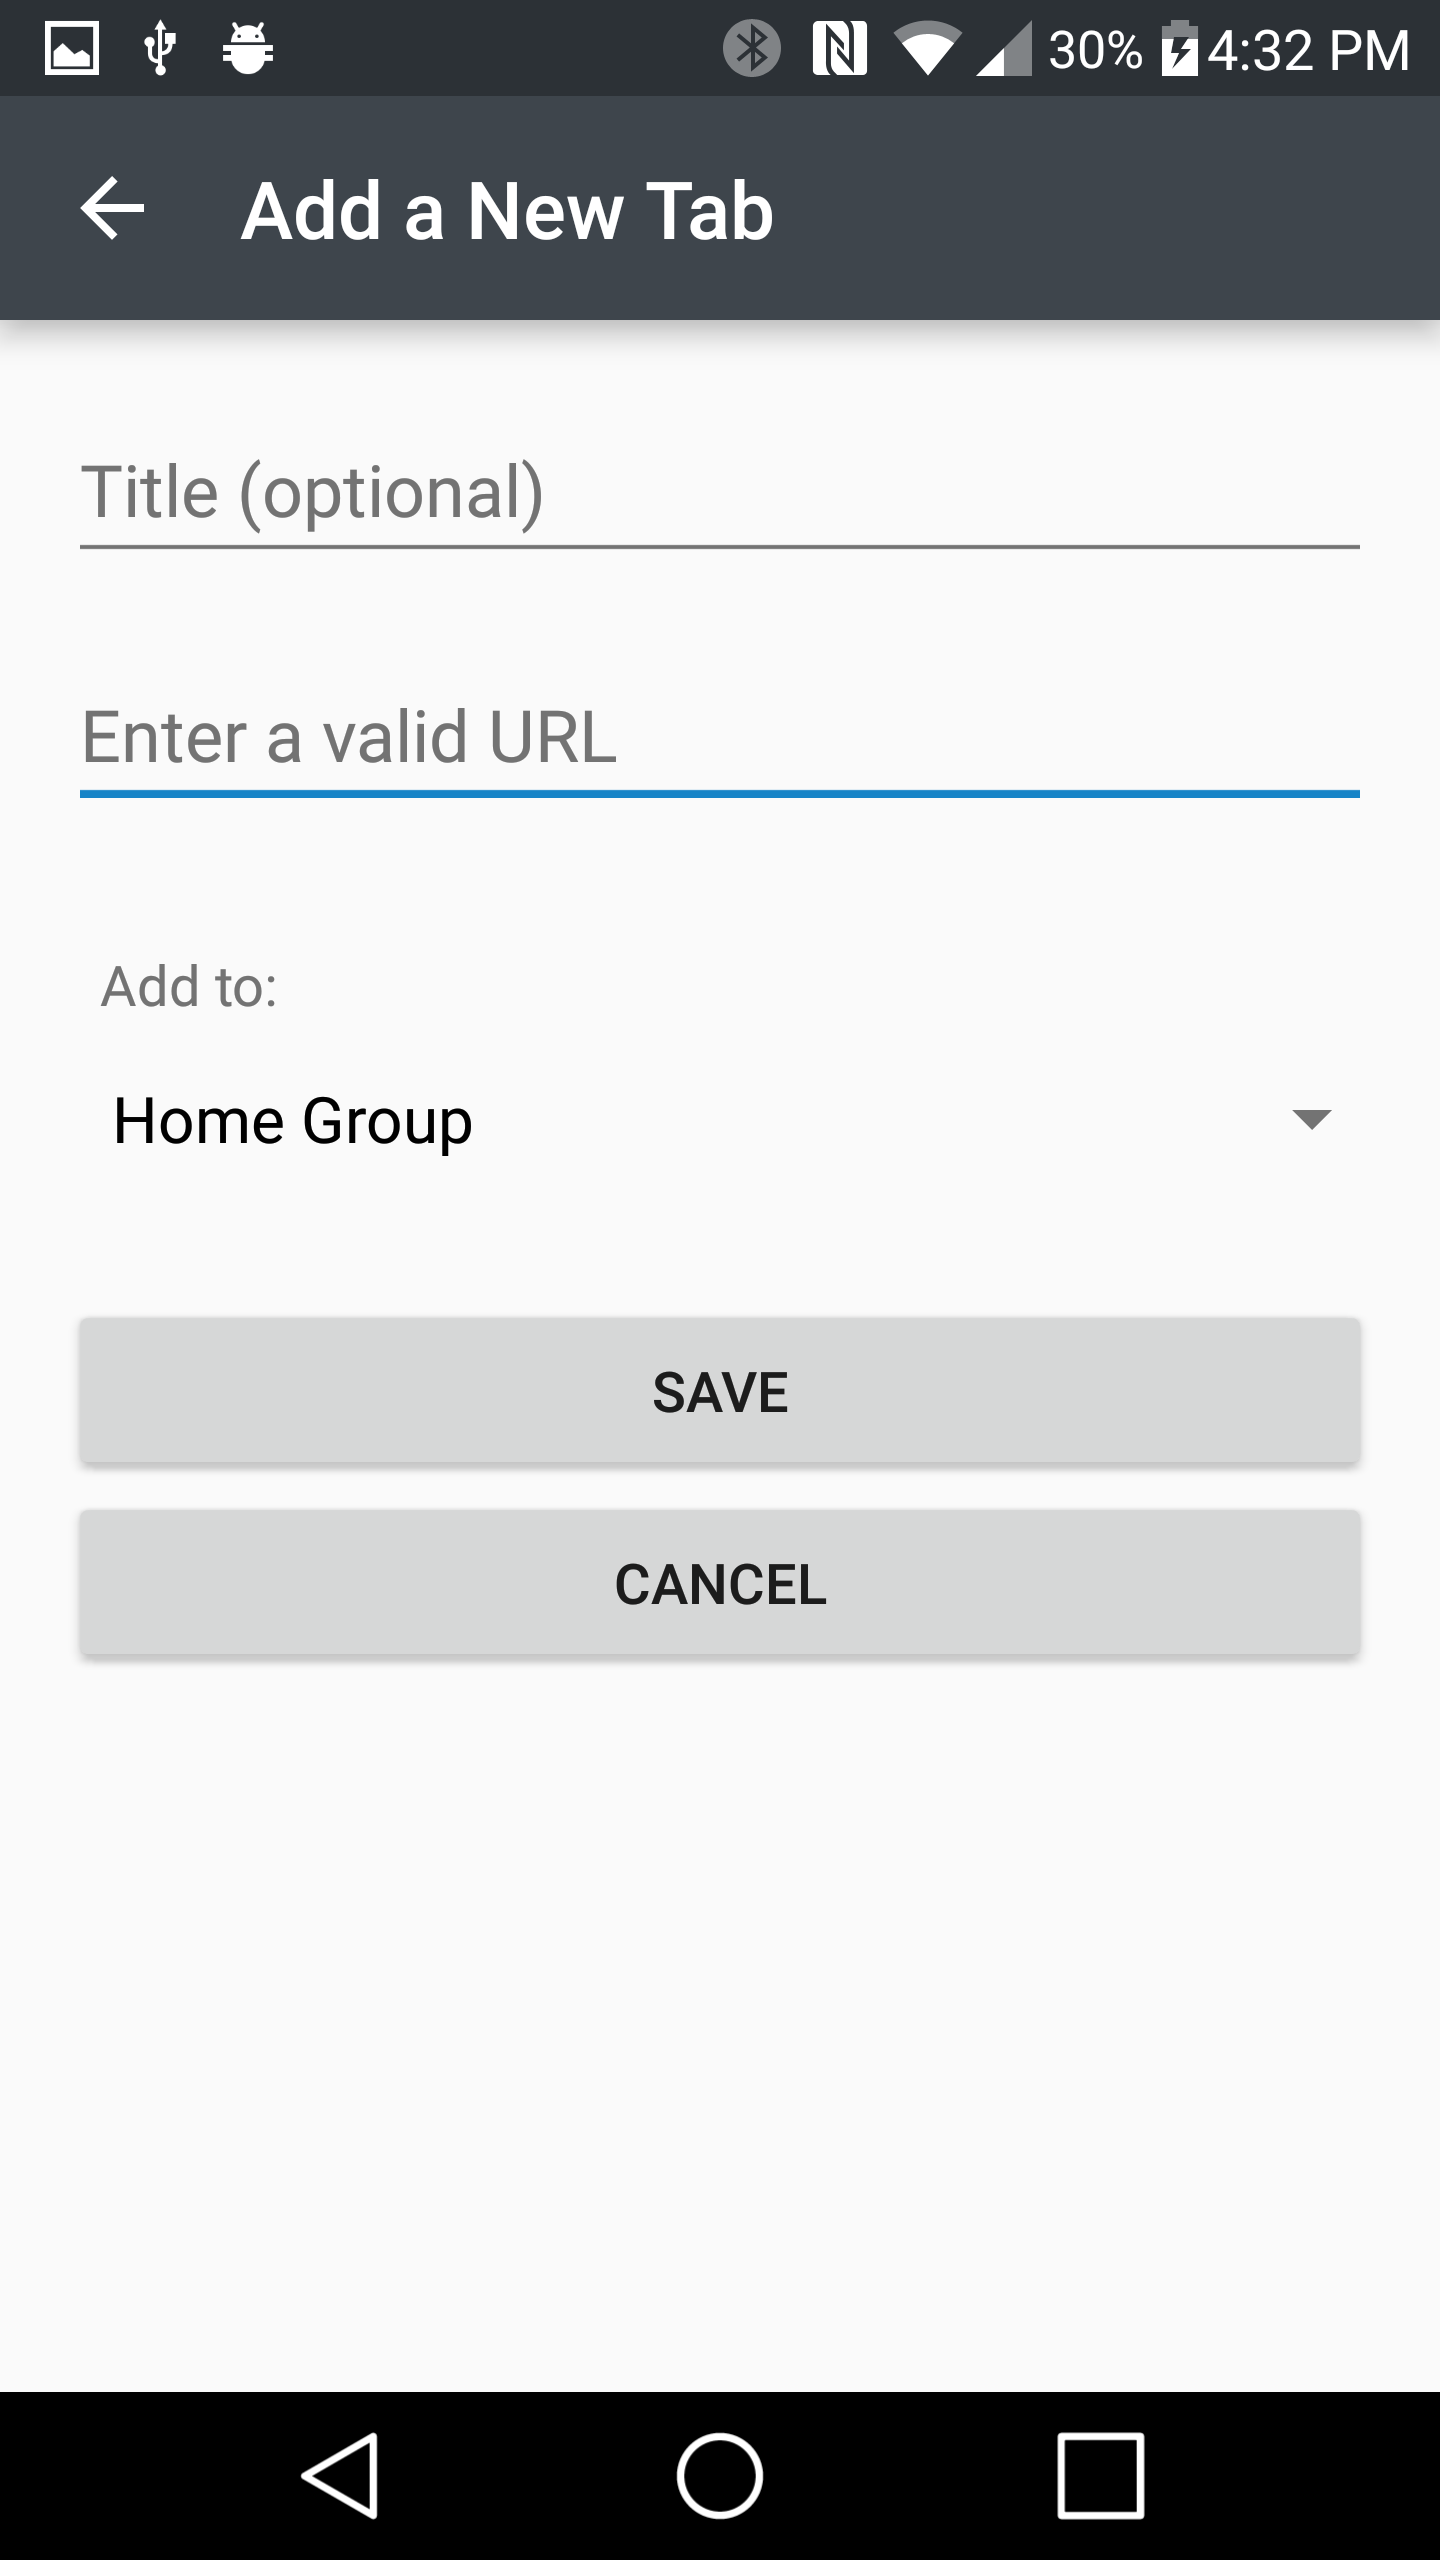 30% 4:32 PM
Add a New Tab
Title (optional)
Enter a valid URL
Add to:
Home Group
SAVE
CANCEL